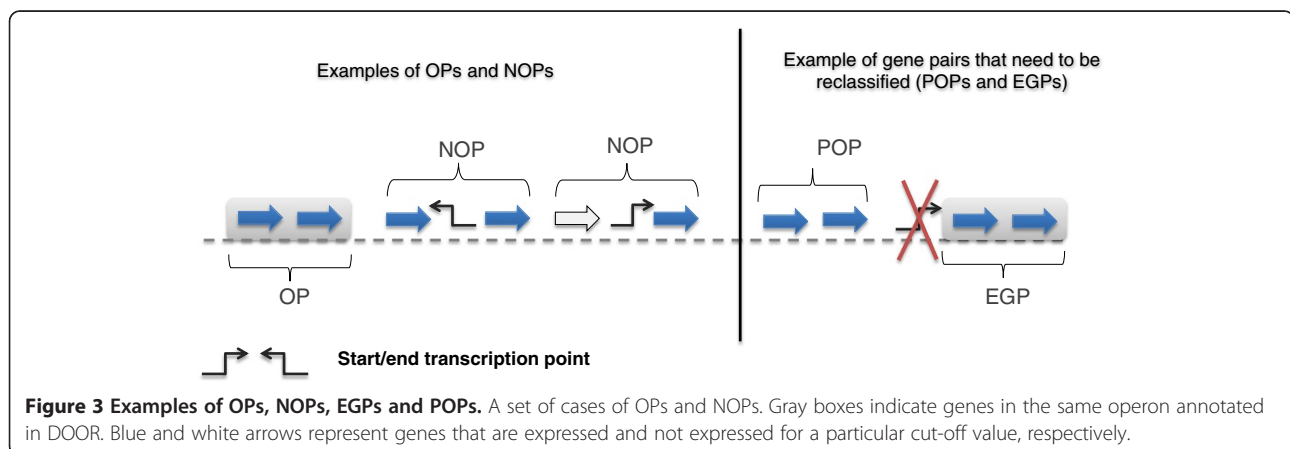 Examples of OPs and NOPs
Example of gene pairs that need to be
reclassified (POPs and EGPs)
NOP
NOP
POP
OP
EGP
Start/end transcription point
Figure 3 Examples of OPs, NOPs, EGPs and POPs. A set of cases of OPs and NOPs. Gray boxes indicate genes in the same operon annotated
in DOOR. Blue and white arrows represent genes that are expressed and not expressed for a particular cut-off value, respectively.